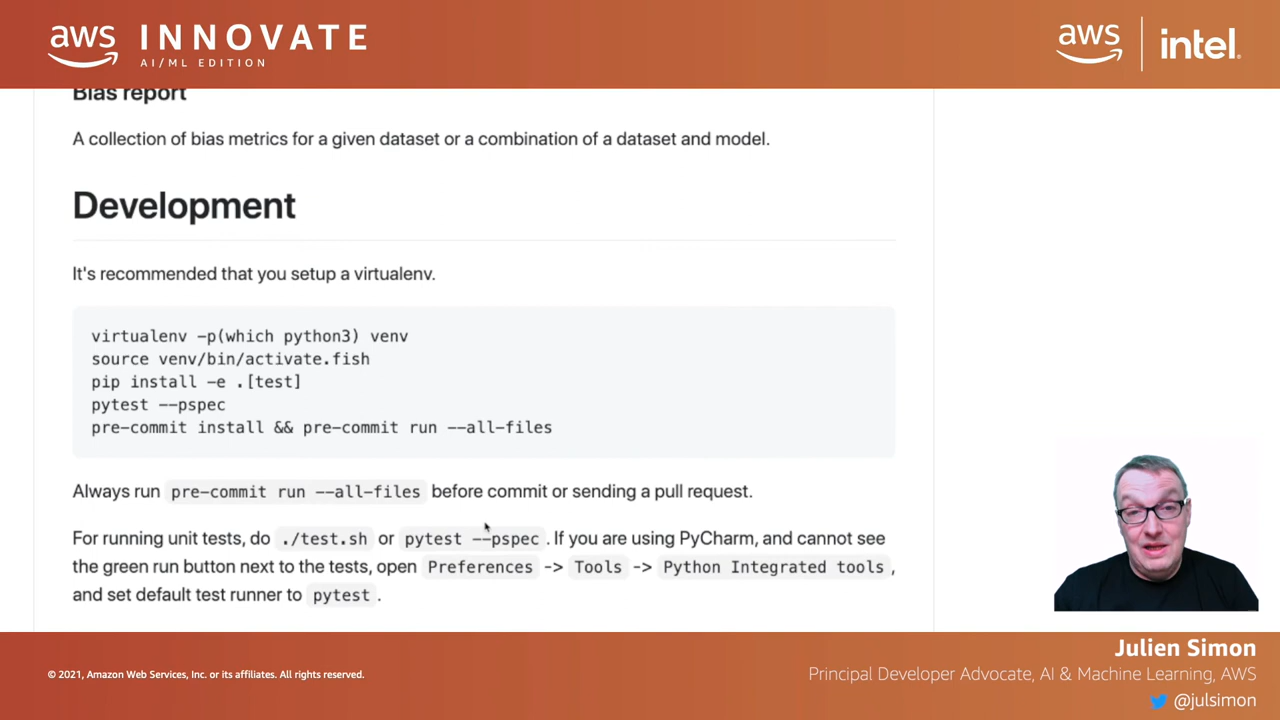 aws INNOVATE
AI/ML EDITION
aws intel.
Bias report
A collection of bias metrics for a given dataset or a combination of a dataset and model.
Development
It's recommended that you setup a virtualenv.
virtualenv -p(which python3) venv
source venv/bin/activate.fish
pip install -e .[test]
pytest --pspec
pre-commit install && pre-commit run --all-files
Always run pre-commit run --all-files before commit or sending a pull request.
For running unit tests, do ./test.sh or pytest --pspec . If you are using PyCharm, and cannot see
the green run button next to the tests, open Preferences -> Tools -> Python Integrated tools ,
and set default test runner to pytest .
Julien Simon
© 2021, Amazon Web Services, Inc. or its affiliates. All rights reserved.
Principal Developer Advocate, AI & Machine Learning, AWS
@julsimon